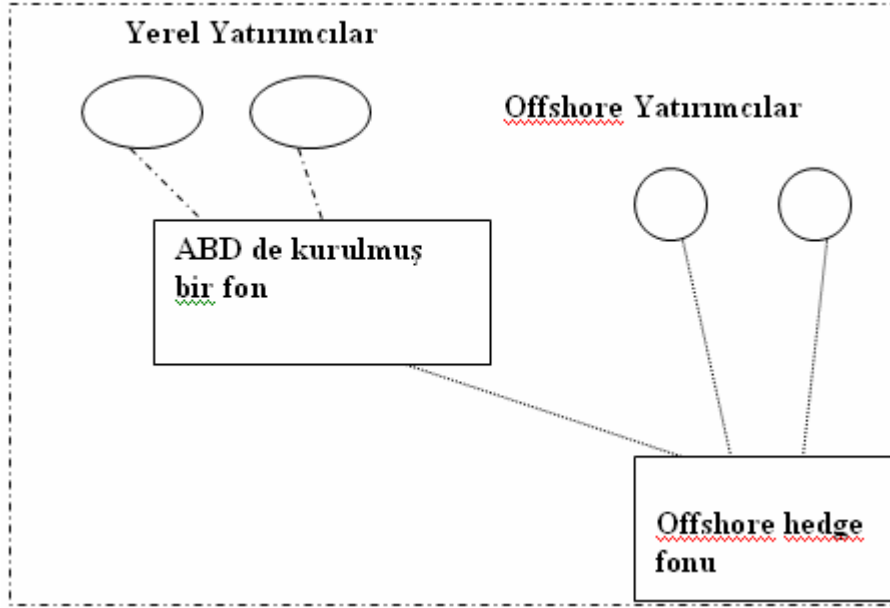 Yerel Yatırımcılar
Offshore Yatırımcılar
ABD de kurulmuş
bir fon
Offshore hedge
fonu